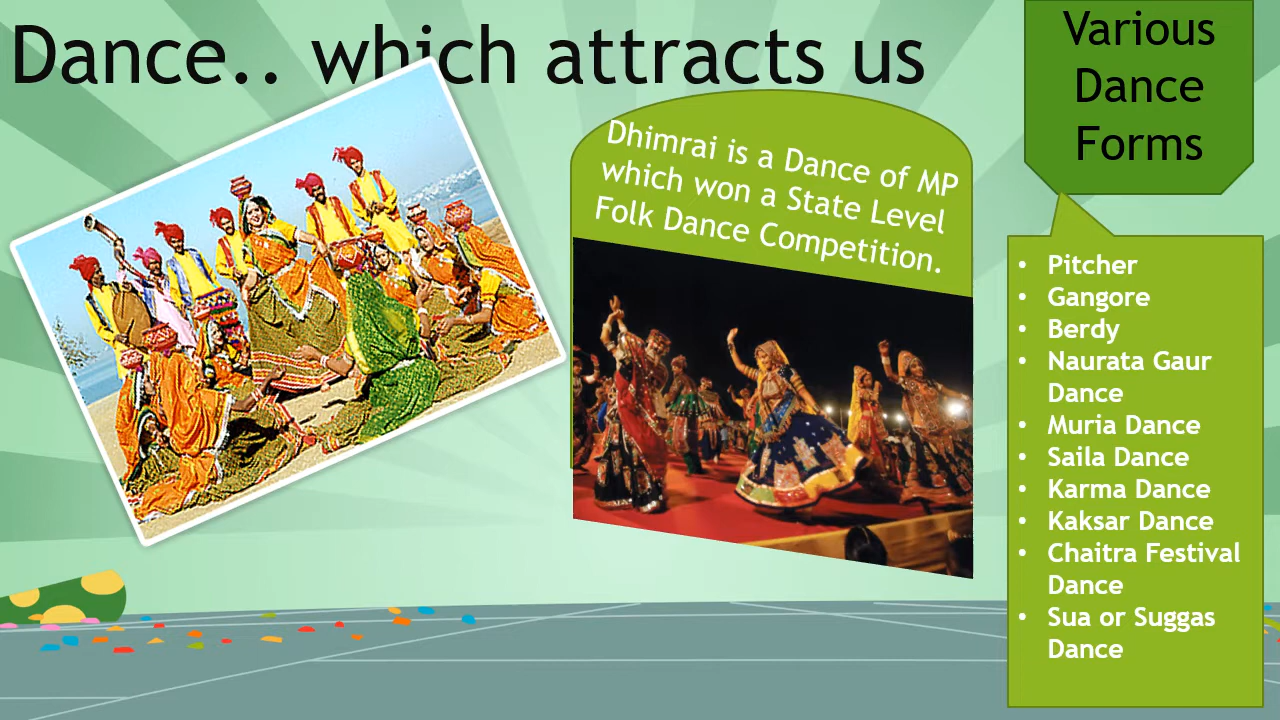 Dance.. which attracts us
Dhimrai is a Dance of MP
which won a State Level
Folk Dance Competition.
Various
Dance
Forms
• Pitcher
• Gangore
• Berdy
• Naurata Gaur
Dance
• Muria Dance
• Saila Dance
• Karma Dance
• Kaksar Dance
• Chaitra Festival
Dance
• Sua or Suggas
Dance